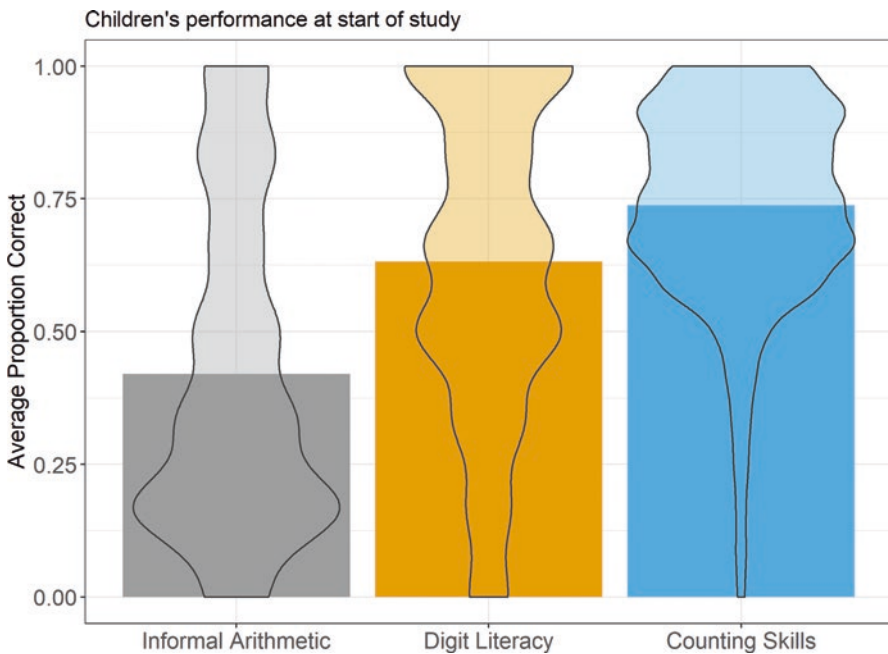 Children's performance at start of study
Average Proportion Correct
1.00
0.75
0.50
0.25
0.00
Informal Arithmetic
Digit Literacy
Counting Skills